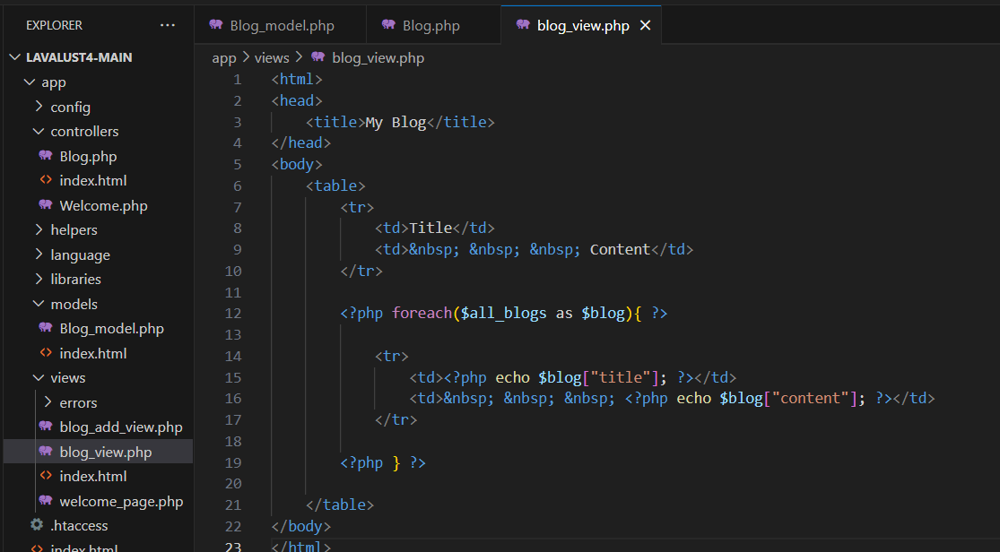 EXPLORER
LAVALUST4-MAIN
app
config
controllers
Blog.php
index.html
Welcome.php
helpers
language
libraries
models
Blog_model.php
index.html
views
errors
blog_add_view.php
blog_view.php
index.html
welcome_page.php
.htaccess
index.html
Blog_model.php Blog.php blog_view.php
app > views > blog_view.php
1 <html>
2 <head>
3     <title>My Blog</title>
4 </head>
5 <body>
6     <table>
7         <tr>
8             <td>Title</td>
9             <td>&nbsp; &nbsp; &nbsp; Content</td>
10         </tr>
11
12         <?php foreach($all_blogs as $blog){ ?>
13
14             <tr>
15                 <td><?php echo $blog["title"]; ?></td>
16                 <td>&nbsp; &nbsp; &nbsp; <?php echo $blog["content"]; ?></td>
17             </tr>
18
19         <?php } ?>
20
21     </table>
22 </body>
23 </html>